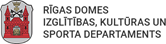 RĪGAS DOMES
IZGLĪTĪBAS, KULTŪRAS UN
SPORTA DEPARTAMENTS